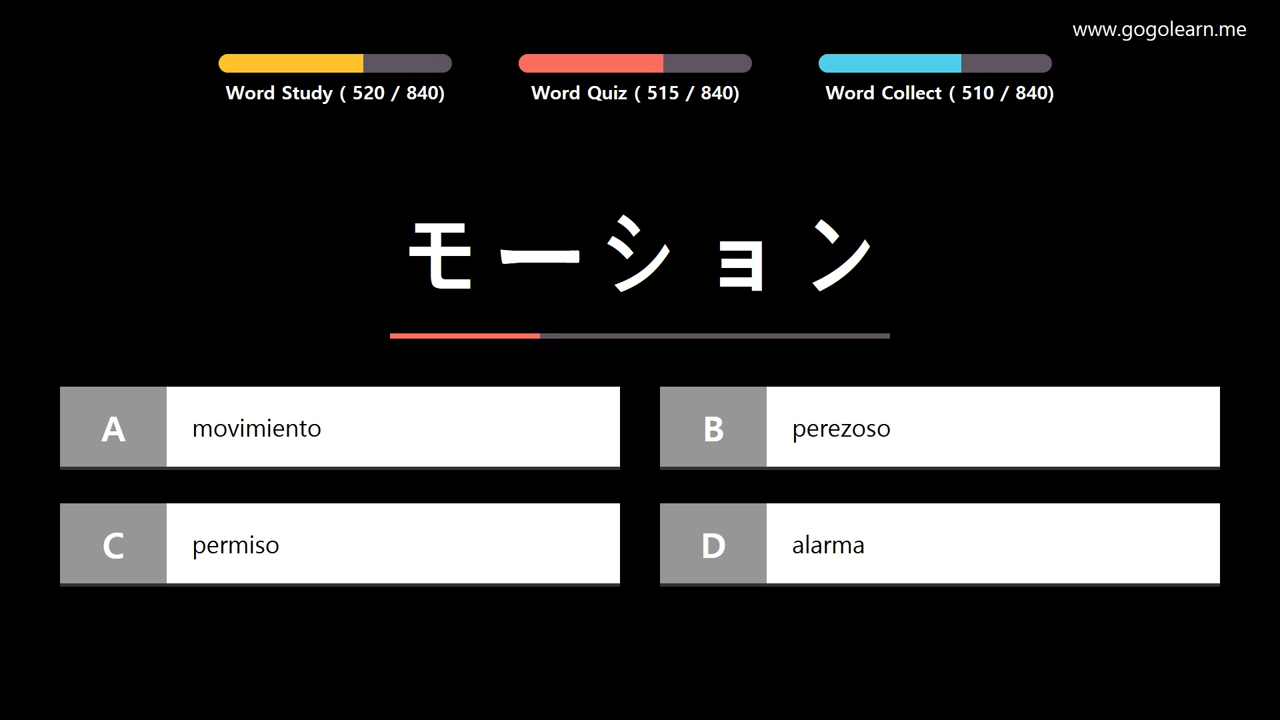 www.gogolearn.me
Word Study ( 520 / 840)
Word Quiz ( 515 / 840)
Word Collect ( 510 / 840)
モーション
A movimiento
B perezoso
C permiso
D alarma